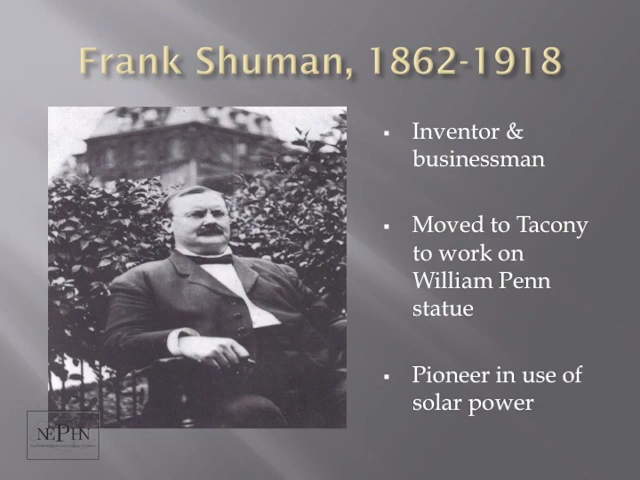 Frank Shuman, 1862-1918
▪ Inventor &
businessman
▪ Moved to Tacony
to work on
William Penn
statue
▪ Pioneer in use of
solar power
NEPHN